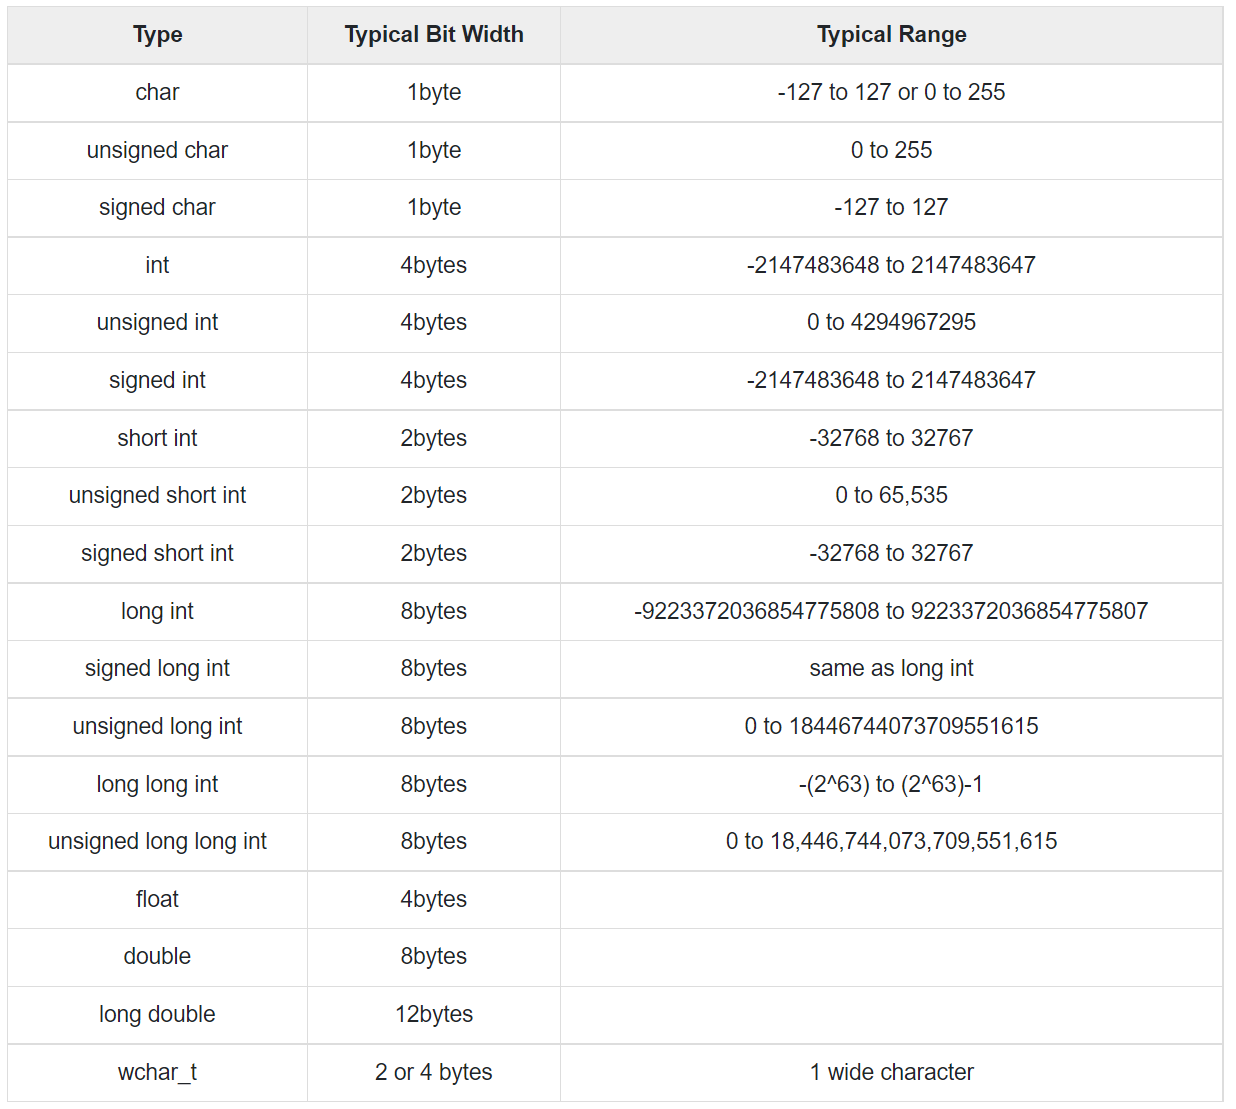 Type Typical Bit Width Typical Range
char 1byte -127 to 127 or 0 to 255
unsigned char 1byte 0 to 255
signed char 1byte -127 to 127
int 4bytes -2147483648 to 2147483647
unsigned int 4bytes 0 to 4294967295
signed int 4bytes -2147483648 to 2147483647
short int 2bytes -32768 to 32767
unsigned short int 2bytes 0 to 65,535
signed short int 2bytes -32768 to 32767
long int 8bytes -9223372036854775808 to 9223372036854775807
signed long int 8bytes same as long int
unsigned long int 8bytes 0 to 18446744073709551615
long long int 8bytes -(2^63) to (2^63)-1
unsigned long long int 8bytes 0 to 18,446,744,073,709,551,615
float 4bytes
double 8bytes
long double 12bytes
wchar_t 2 or 4 bytes 1 wide character